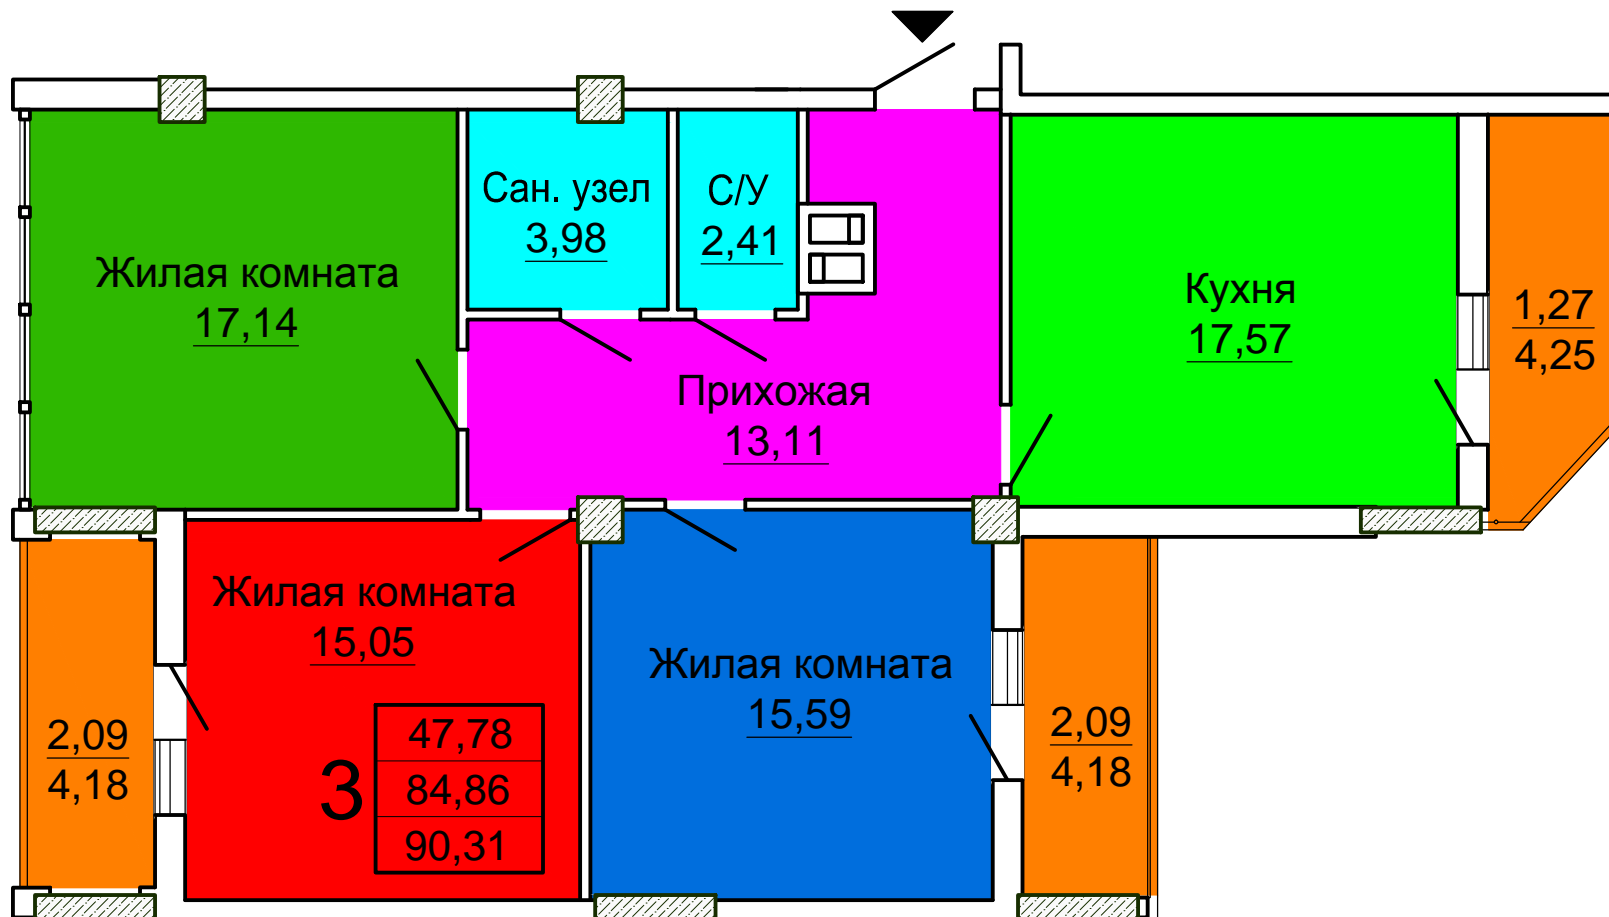 Сан. узел
3,98
С/У
2,41
Жилая комната
17,14
Кухня
17,57
1,27
4,25
Прихожая
13,11
Жилая комната
15,05
Жилая комната
15,59
2,09
4,18
3
47,78
84,86
90,31
2,09
4,18